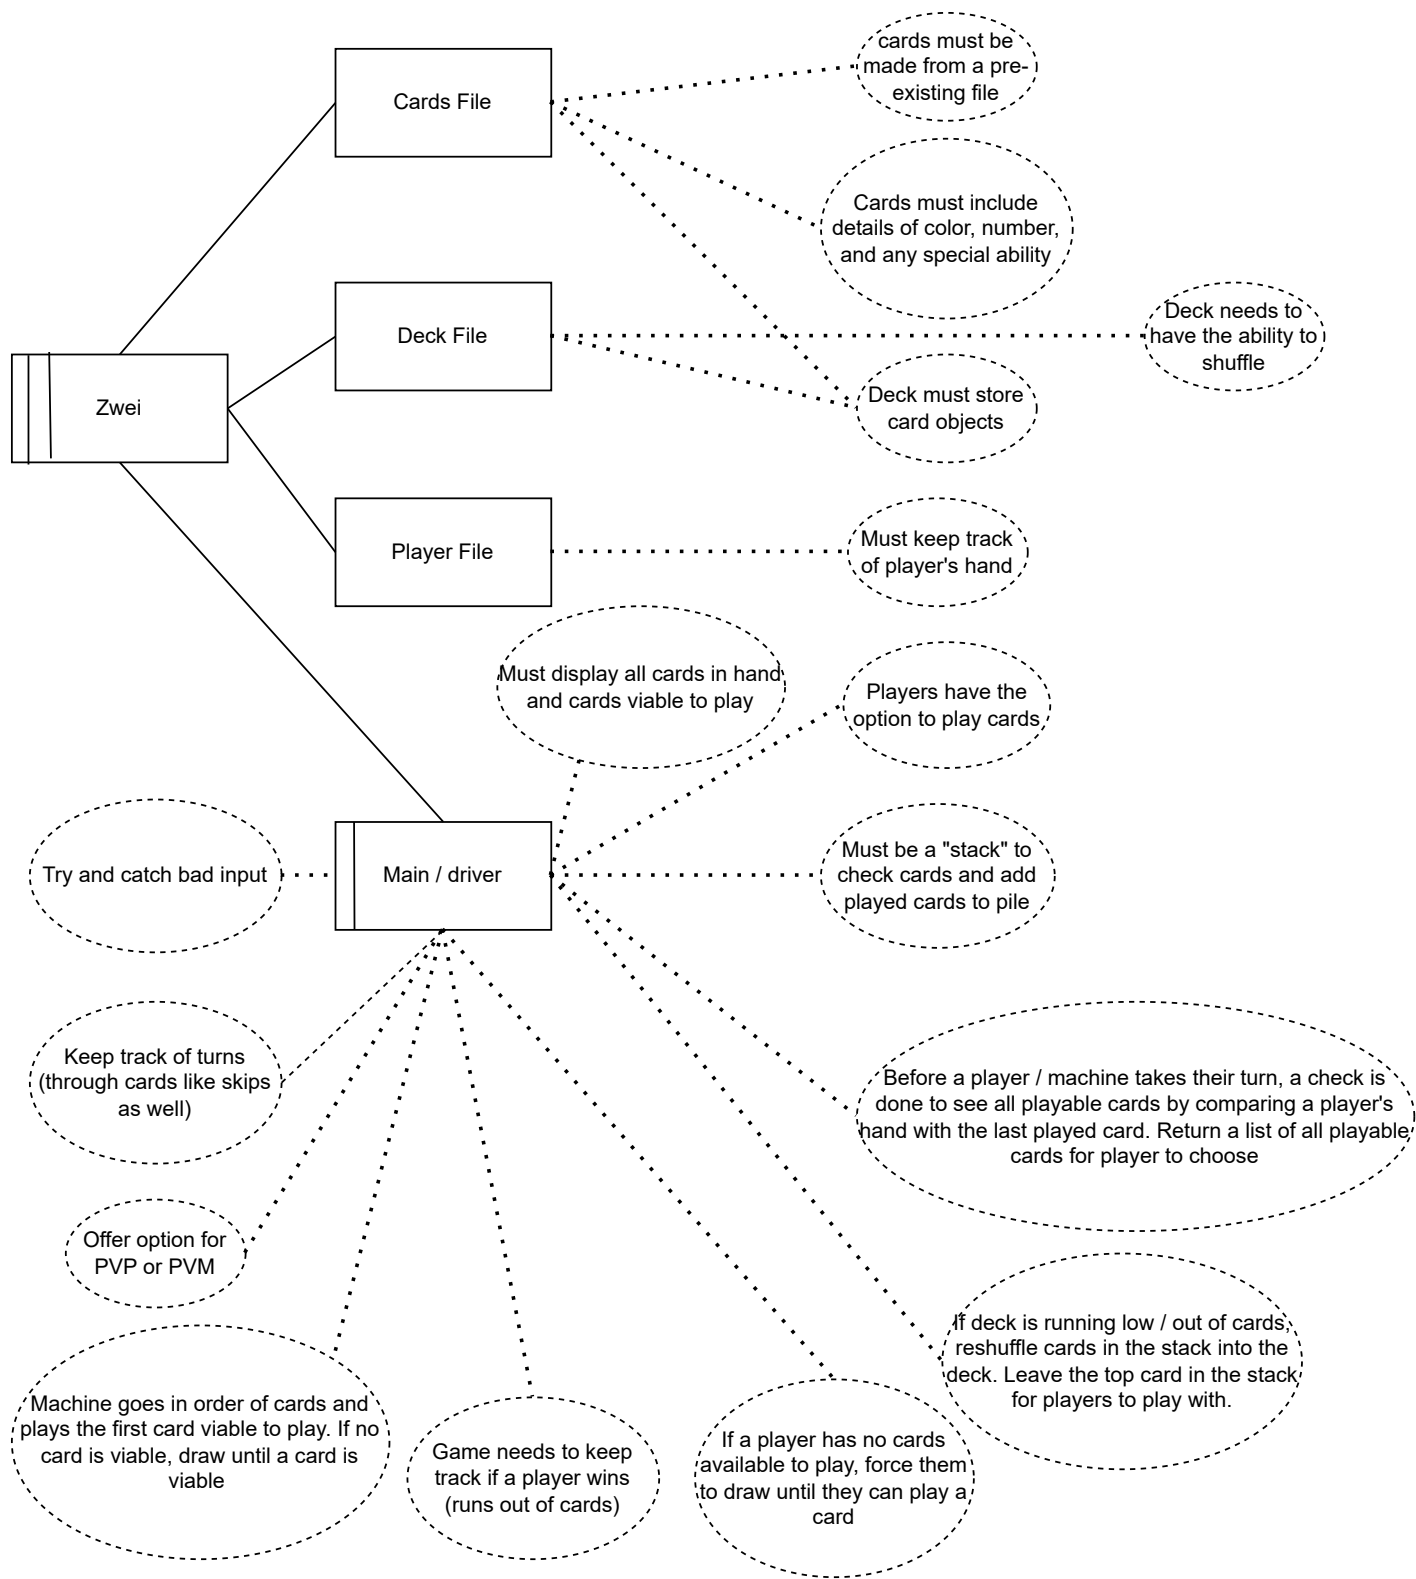 cards must be
made from a pre-
existing file
Cards File
Cards must include
details of color, number,
and any special ability
Deck needs to
have the ability to
shuffle
Deck File
Deck must store
card objects
Zwei
Player File
Must keep track
of player's hand
Must display all cards in hand
and cards viable to play
Players have the
option to play cards
Try and catch bad input
Main / driver
Must be a "stack" to
check cards and add
played cards to pile
Keep track of turns
(through cards like skips
as well)
Before a player / machine takes their turn, a check is
done to see all playable cards by comparing a player's
hand with the last played card. Return a list of all playable
cards for player to choose
Offer option for
PVP or PVM
If deck is running low / out of cards,
reshuffle cards in the stack into the
deck. Leave the top card in the stack
for players to play with.
Machine goes in order of cards and
plays the first card viable to play. If no
card is viable, draw until a card is
viable
Game needs to keep
track if a player wins
(runs out of cards)
If a player has no cards
available to play, force them
to draw until they can play a
card